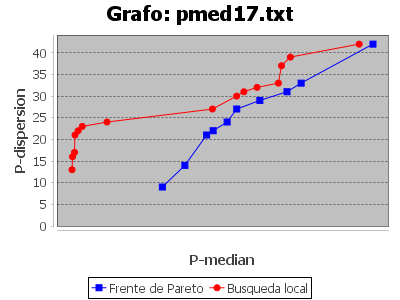 Grafo: pmed17.txt
P-dispersion
40
35
30
25
20
15
10
5
0
P-median
Frente de Pareto
Busqueda local